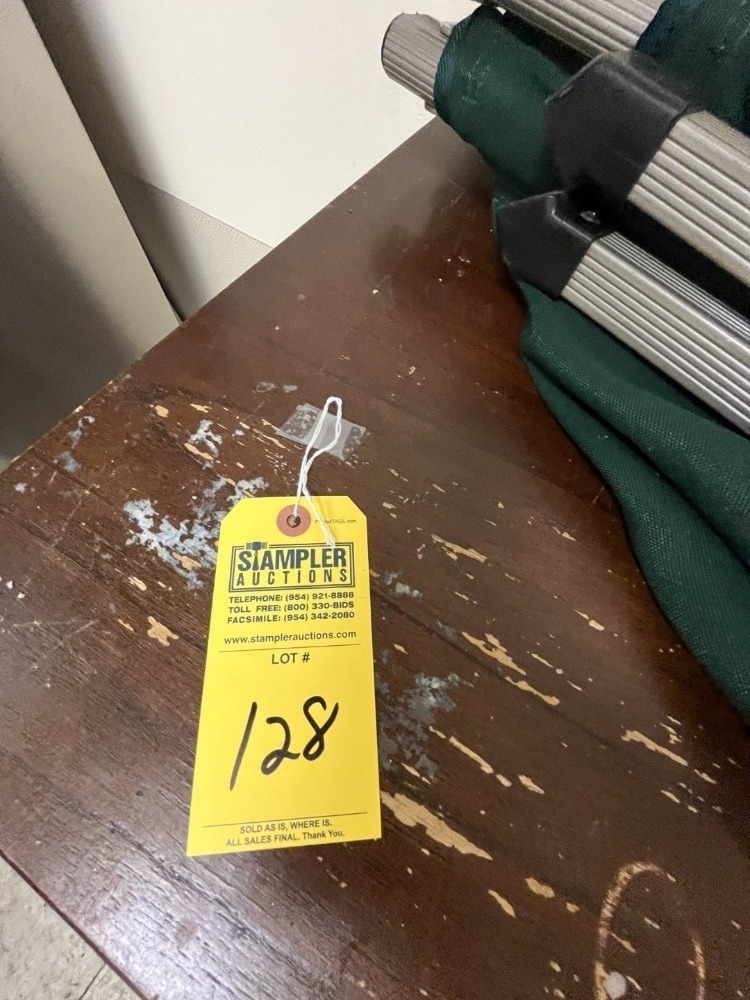 STAMPLER
AUCTIONS
TELEPHONE: (954) 921-8888
TOLL FREE: (800) 330-BIDS
FACSIMILE: (954) 342-2080
www.stamplerauctions.com
LOT #
128
SOLD AS IS, WHERE IS.
ALL SALES FINAL. Thank You.